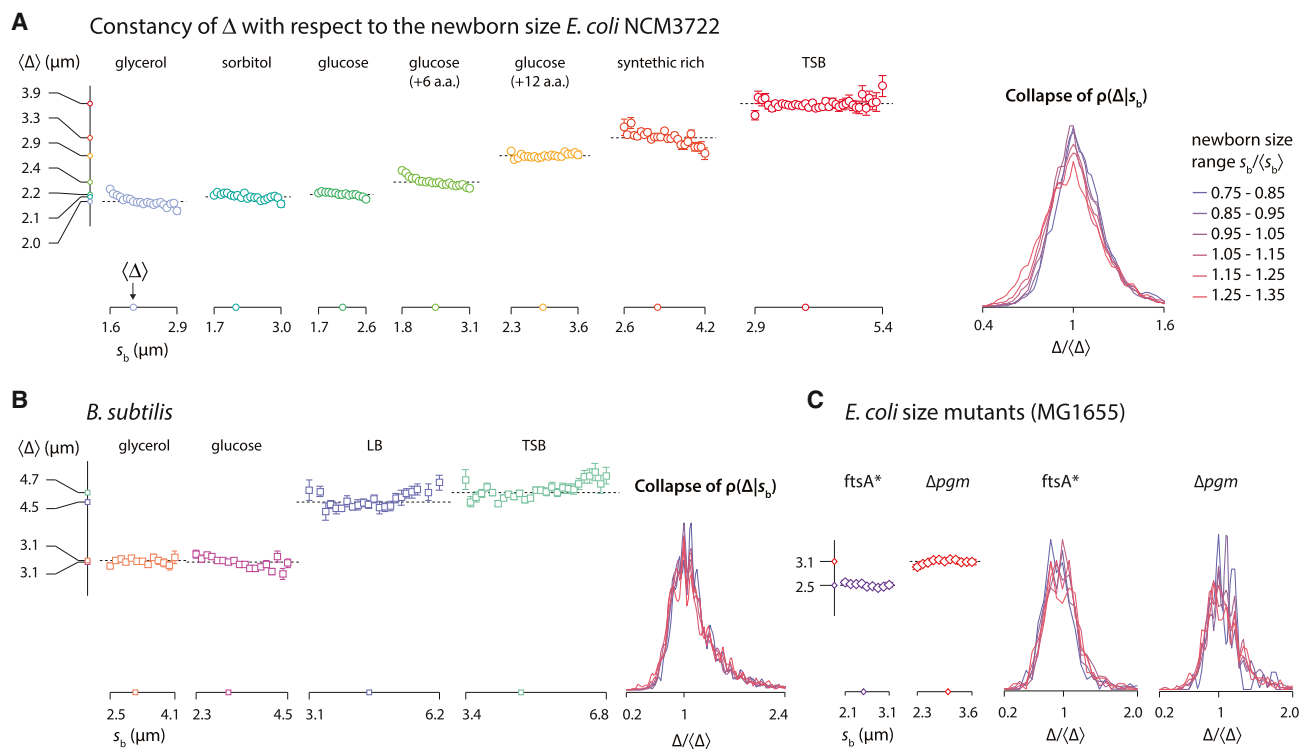 A
Constancy of Δ with respect to the newborn size E. coli NCM3722
⟨Δ⟩ (μm)
glycerol
sorbitol
glucose
glucose
(+6 a.a.)
glucose
(+12 a.a.)
syntethic rich
TSB
3.9
3.3
2.9
2.4
2.2
2.1
2.0
⟨Δ⟩
1.6 2.9
1.7 3.0
1.7 2.6
1.8 3.1
2.3 3.6
2.6 4.2
2.9 5.4
s_b (μm)
Collapse of ρ(Δ|s_b)
0.4 1 1.6
Δ/⟨Δ⟩
newborn size
range s_b/⟨s_b⟩
0.75 - 0.85
0.85 - 0.95
0.95 - 1.05
1.05 - 1.15
1.15 - 1.25
1.25 - 1.35
B
B. subtilis
⟨Δ⟩ (μm)
glycerol
glucose
LB
TSB
4.7
4.5
3.1
3.1
2.5 4.1
2.3 4.5
3.1 6.2
3.4 6.8
s_b (μm)
Collapse of ρ(Δ|s_b)
0.2 1 2.4
Δ/⟨Δ⟩
C
E. coli size mutants (MG1655)
ftsA*
Δpgm
ftsA*
Δpgm
3.1
2.5
2.1 3.1
2.3 3.6
s_b (μm)
0.2 1 2.0
Δ/⟨Δ⟩
0.2 1 2.0
Δ/⟨Δ⟩